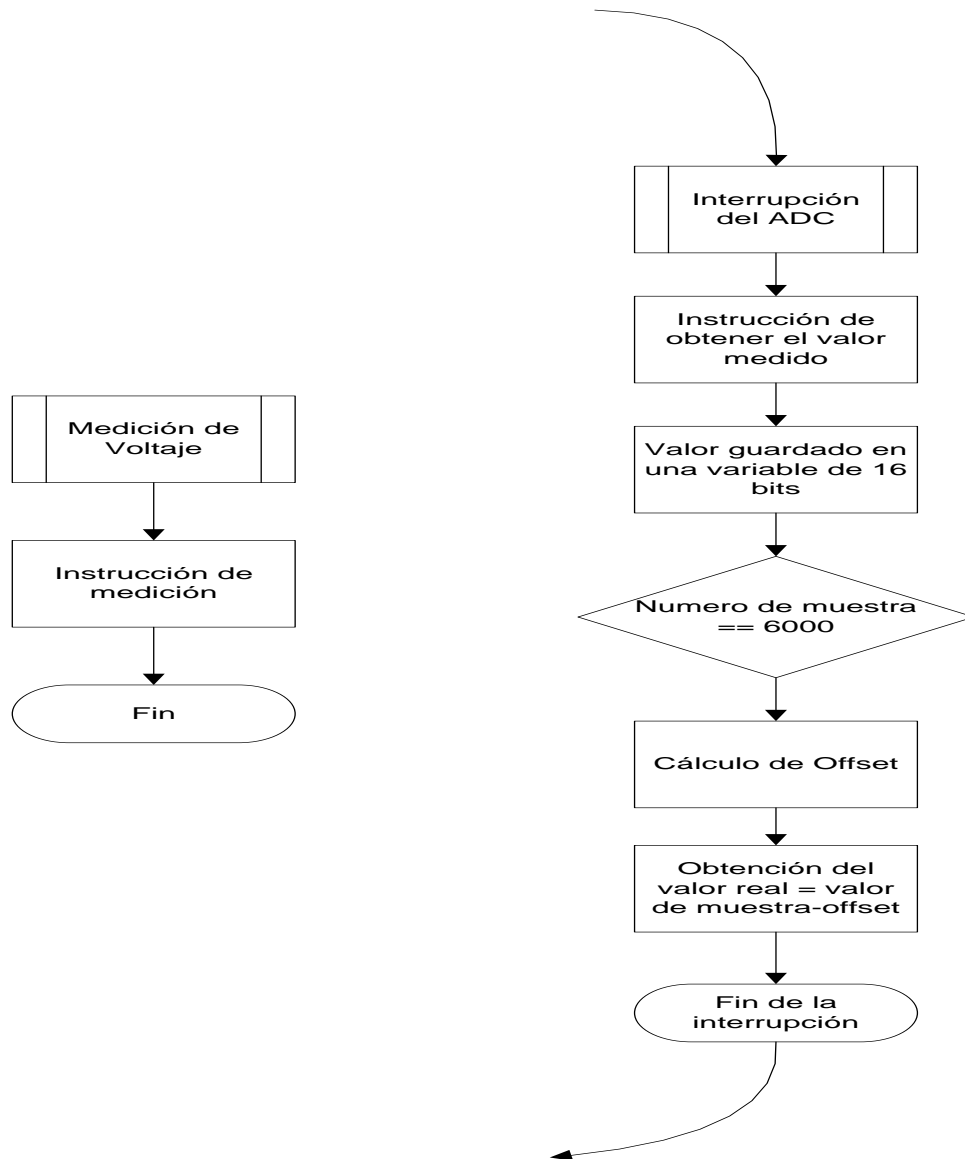 Medición de
Voltaje
Instrucción de
medición
Fin
Interrupción
del ADC
Instrucción de
obtener el valor
medido
Valor guardado en
una variable de 16
bits
Numero de muestra
== 6000
Cálculo de Offset
Obtención del
valor real = valor
de muestra-offset
Fin de la
interrupción